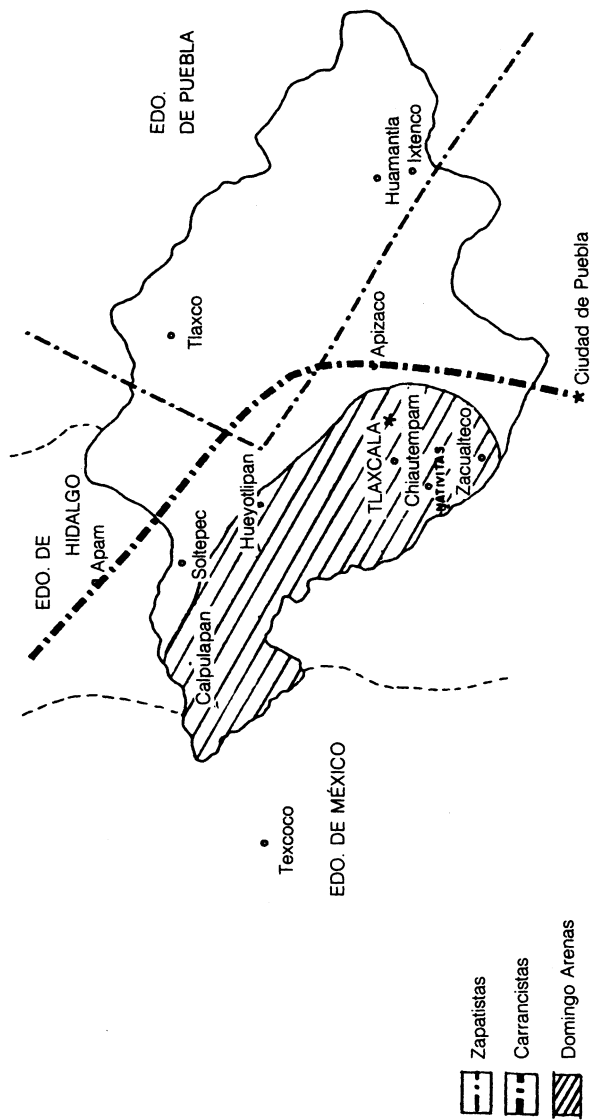 EDO. DE
HIDALGO
Apam
EDO.
DE PUEBLA
Tlaxco
Soltepec
Calpulapan
Hueyotlipan
Texcoco
EDO. DE MÉXICO
TLAXCALA
Chiautempam
NATIVITAS
Zacualteco
Apizaco
Huamantla
Ixtenco
Ciudad de Puebla
Zapatistas
Carrancistas
Domingo Arenas